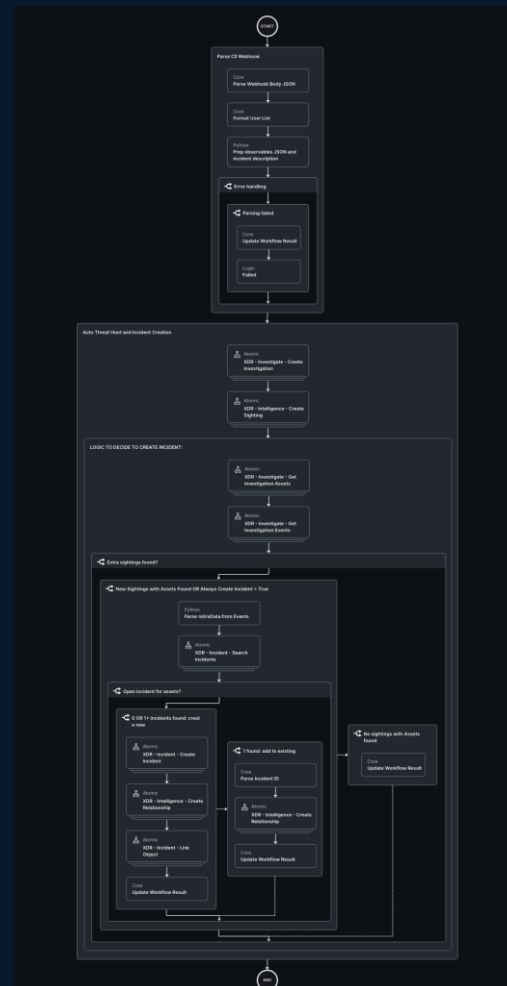 START
Parse CII Webhook
Core
Parse Webhook Body JSON
Core
Format User List
Python
Prep observables JSON and
incident description
Error handling
Parsing failed
Core
Update Workflow Result
Logic
Failed
Auto Threat Hunt and Incident Creation
Atomic
XDR - Investigate - Create
Investigation
Atomic
XDR - Intelligence - Create
Sighting
LOGIC TO DECIDE TO CREATE INCIDENT:
Atomic
XDR - Investigate - Get
Investigation Assets
Atomic
XDR - Investigate - Get
Investigation Events
Extra sightings found?
New Sightings with Assets Found OR Always Create Incident = True
Python
Parse mitreData from Events
Atomic
XDR - Incident - Search
Incidents
Open incident for assets?
0 OR 1+ incidents found: creat
e new
Atomic
XDR - Incident - Create
Incident
Atomic
XDR - Intelligence - Create
Relationship
Atomic
XDR - Incident - Link
Object
Core
Update Workflow Result
1 found: add to existing
Core
Parse Incident ID
Atomic
XDR - Intelligence - Create
Relationship
Core
Update Workflow Result
No sightings with Assets
found
Core
Update Workflow Result
END